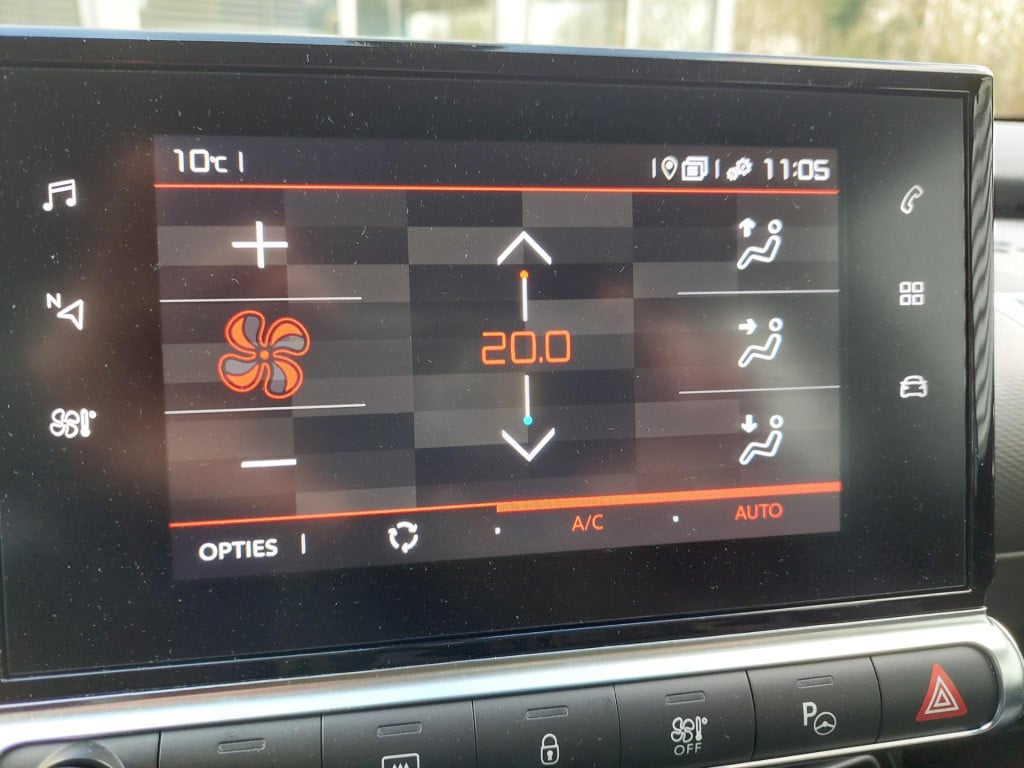 10°C
11:05
N
20.0
OPTIES
A/C
AUTO
OFF
P